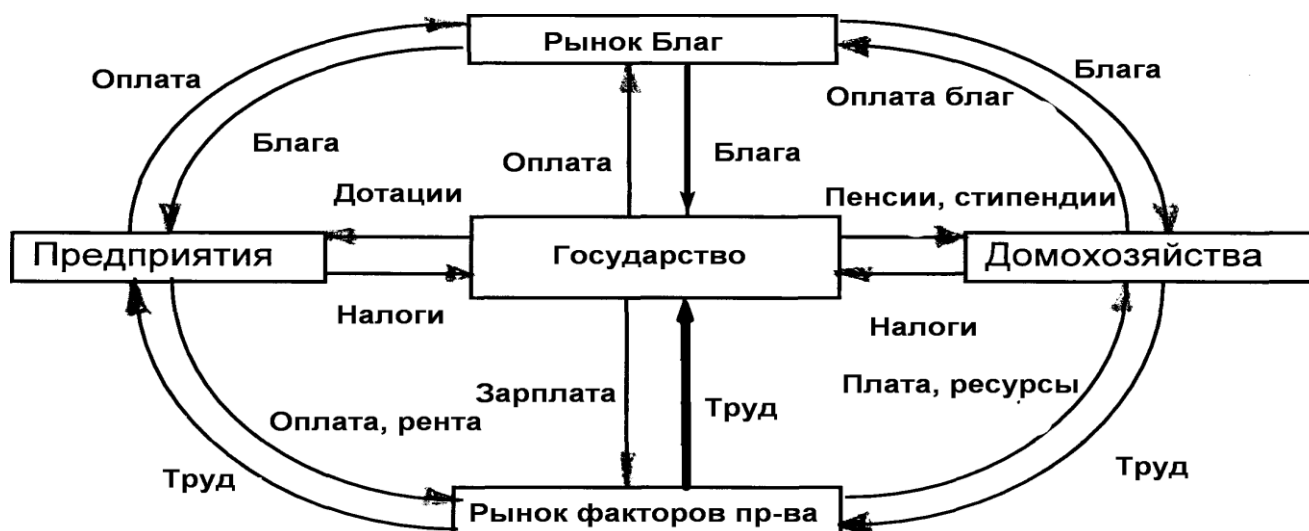 Рынок Благ
Оплата
Блага
Оплата благ
Блага
Оплата
Блага
Дотации
Пенсии, стипендии
Предприятия
Государство
Домохозяйства
Налоги
Налоги
Зарплата
Труд
Плата, ресурсы
Оплата, рента
Труд
Труд
Рынок факторов пр-ва